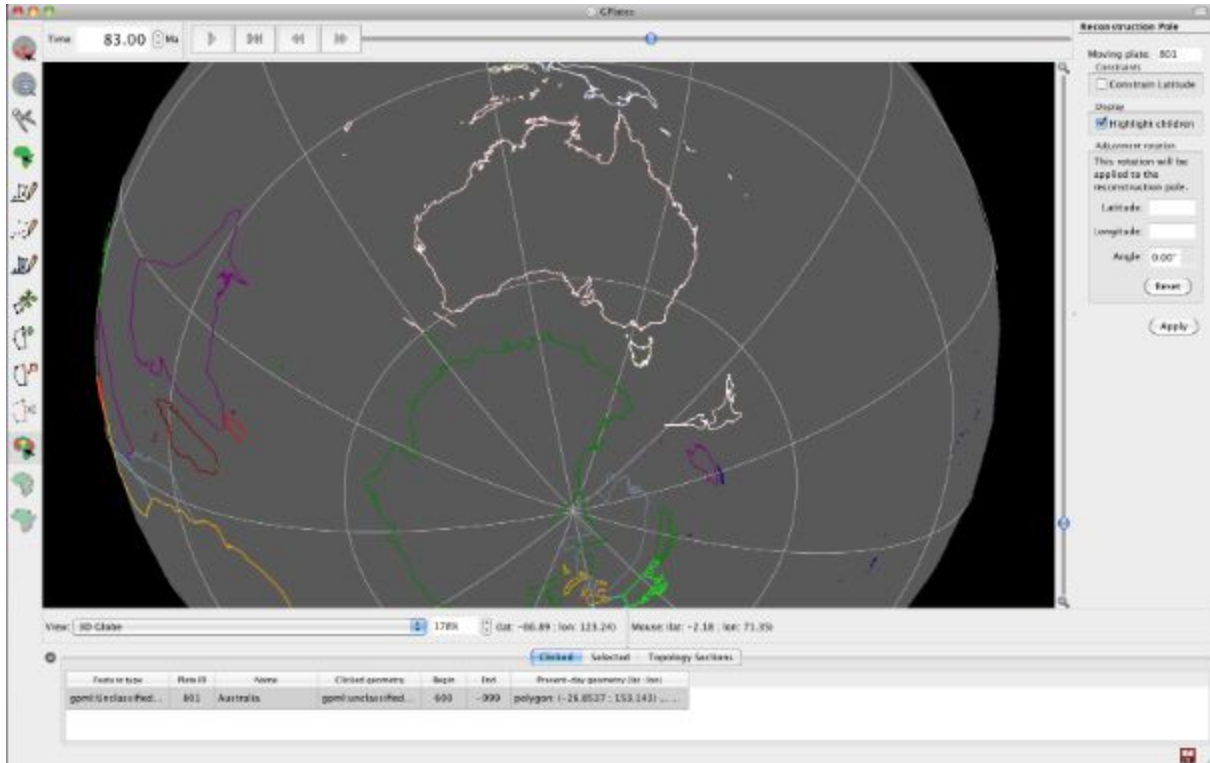 GPlates
Time: 83.00 Ma
Reconstruction Pole
Moving plate: 801
Constraints
Constrain Latitude
Display
Highlight children
Adjustment rotation
This rotation will be
applied to the
reconstruction pole.
Latitude:
Longitude:
Angle: 0.00°
Reset
Apply
View: 3D Globe 178% (lat: -66.89 ; lon: 123.24) Mouse: (lat: -2.18 ; lon: 71.35)
Clicked Selected Topology Sections
Feature type Plate ID Name Clicked geometry Begin End Present-day geometry (lat ; lon)
gpml:Unclassified... 801 Australia gpml:unclassified... 600 -999 polygon: (-26.8537 ; 153.143) ... ...